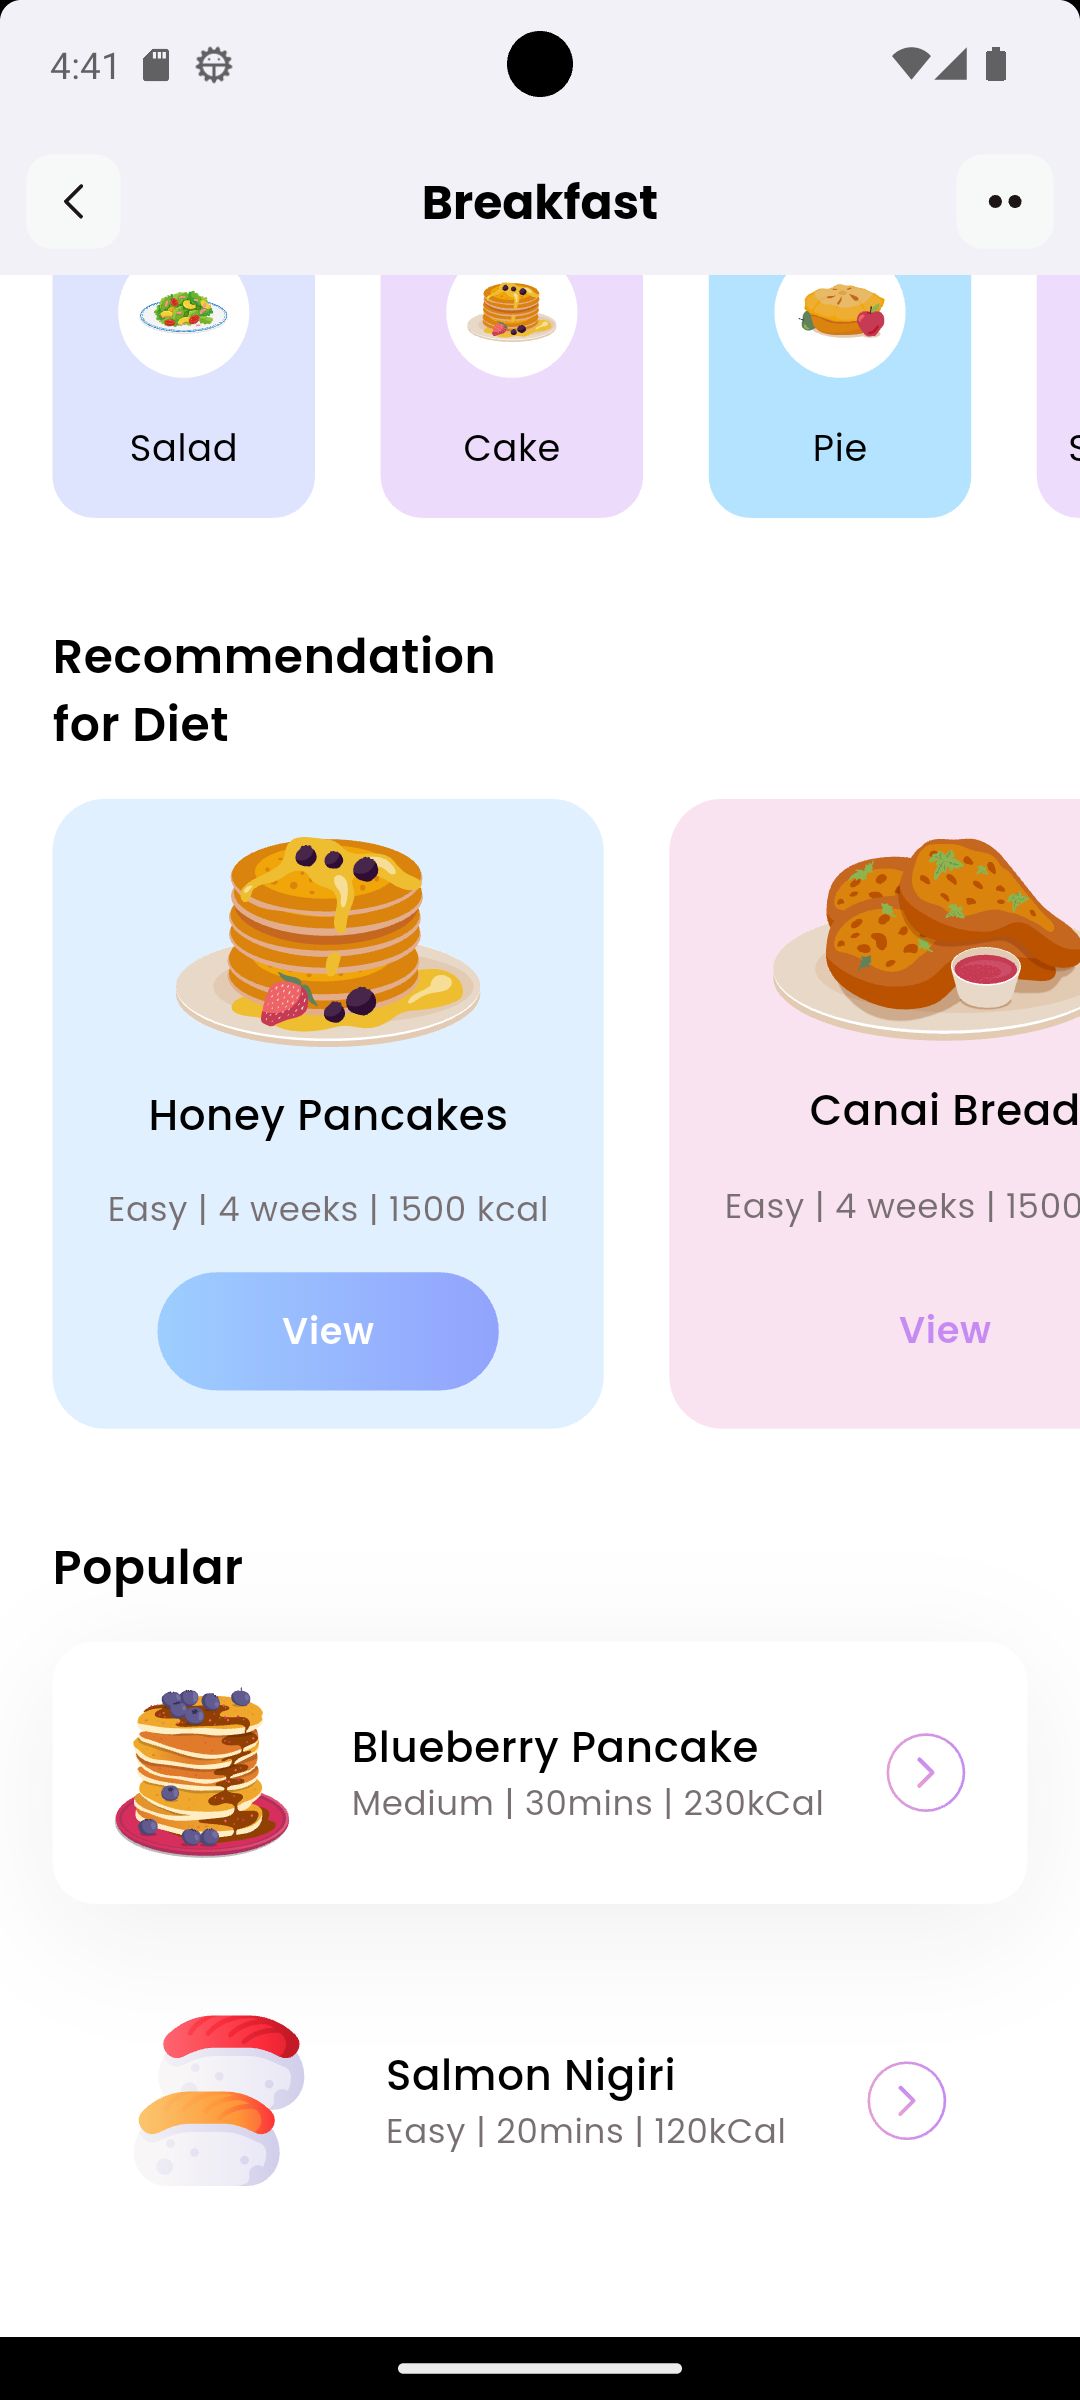 4:41
Breakfast
Salad
Cake
Pie
S
Recommendation
for Diet
Honey Pancakes
Easy | 4 weeks | 1500 kcal
View
Canai Bread
Easy | 4 weeks | 1500
View
Popular
Blueberry Pancake
Medium | 30mins | 230kCal
Salmon Nigiri
Easy | 20mins | 120kCal